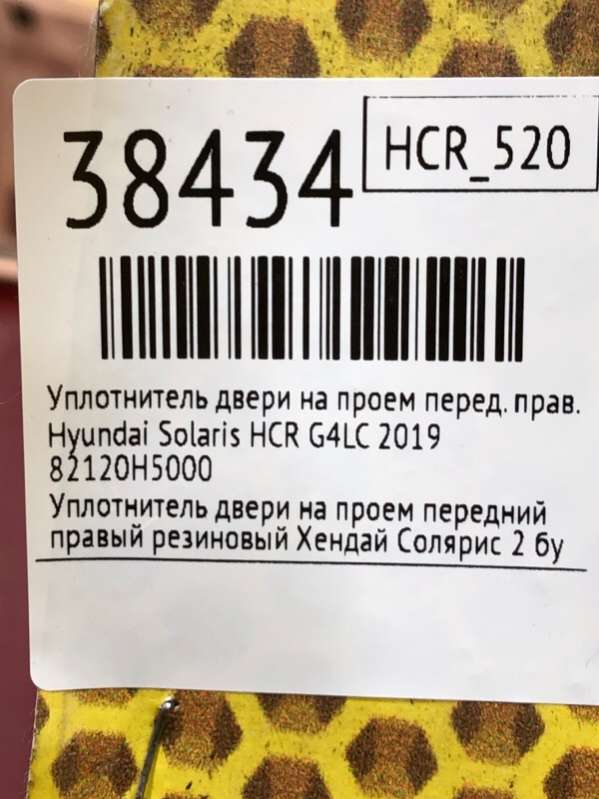 38434
HCR_520
Уплотнитель двери на проем перед. прав.
Hyundai Solaris HCR G4LC 2019
82120H5000
Уплотнитель двери на проем передний
правый резиновый Хендай Солярис 2 бу